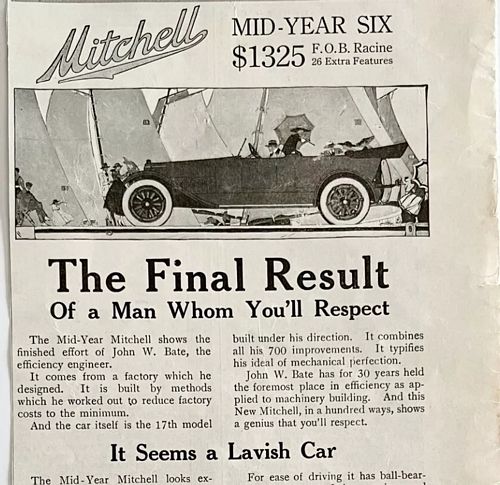 Mitchell
MID-YEAR SIX
$1325 F.O.B. Racine
26 Extra Features
The Final Result
Of a Man Whom You'll Respect
The Mid-Year Mitchell shows the
finished effort of John W. Bate, the
efficiency engineer.
It comes from a factory which he
designed. It is built by methods
which he worked out to reduce factory
costs to the minimum.
And the car itself is the 17th model
built under his direction. It combines
all his 700 improvements. It typifies
his ideal of mechanical perfection.
John W. Bate has for 30 years held
the foremost place in efficiency as ap-
plied to machinery building. And this
New Mitchell, in a hundred ways, shows
a genius that you'll respect.
It Seems a Lavish Car
The Mid-Year Mitchell looks ex-
For ease of driving it has ball-bear-